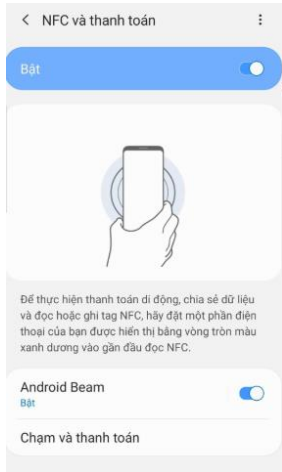 NFC và thanh toán
Bật
Để thực hiện thanh toán di động, chia sẻ dữ liệu
và đọc hoặc ghi tag NFC, hãy đặt một phần điện
thoại của bạn được hiển thị bằng vòng tròn màu
xanh dương vào gần đầu đọc NFC.
Android Beam
Bật
Chạm và thanh toán